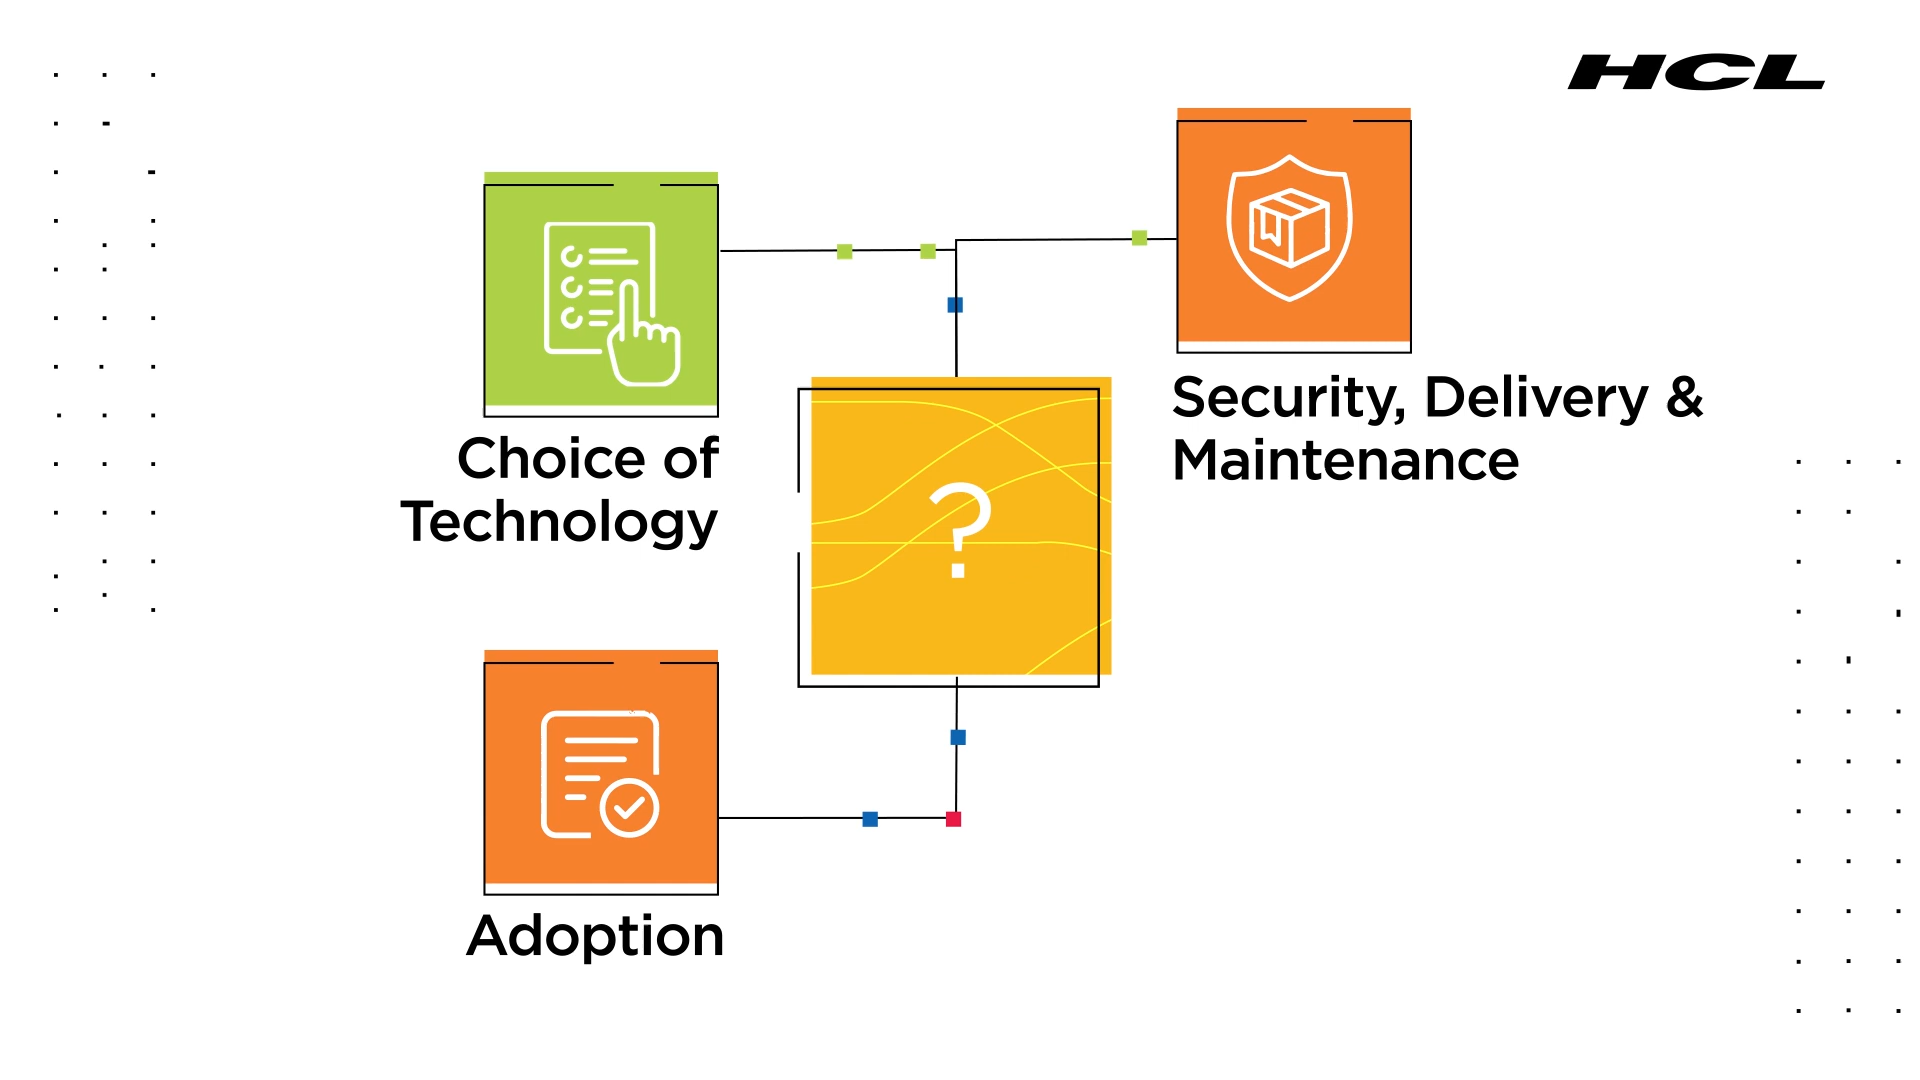 HCL
Choice of
Technology
Security, Delivery &
Maintenance
?
Adoption